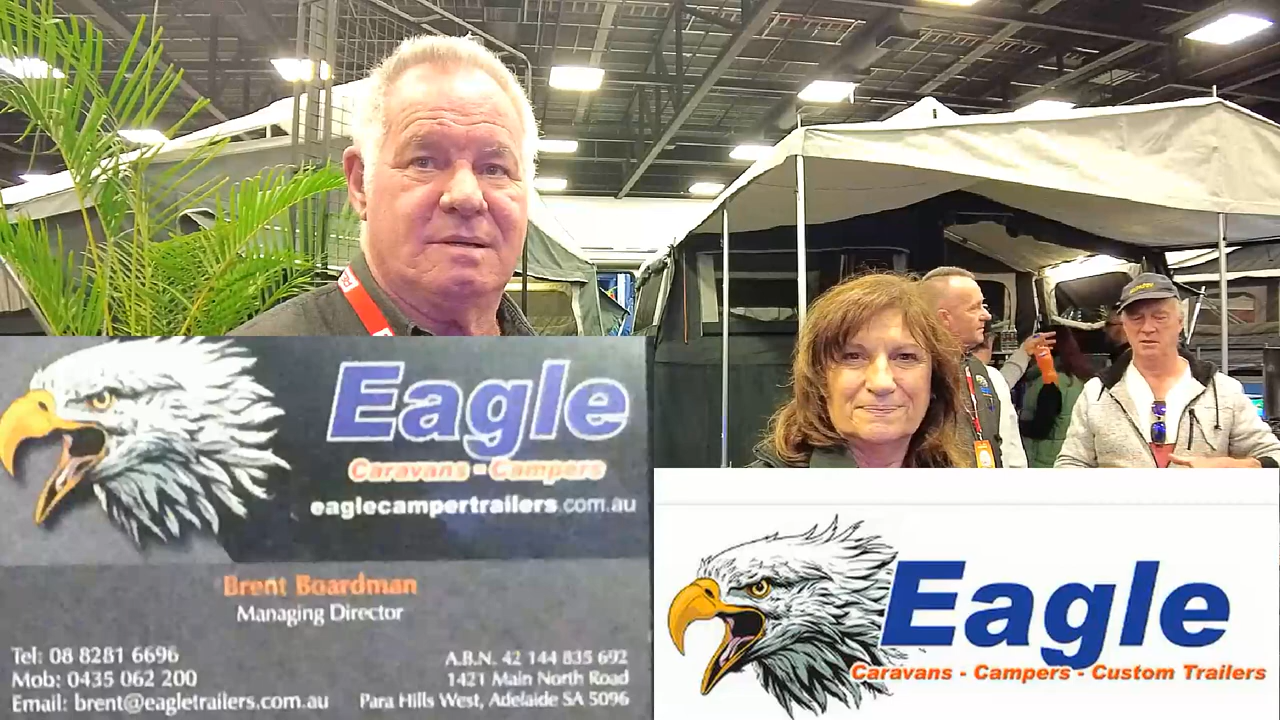 Eagle
Caravans - Campers
eaglecampertrailers.com.au
Brent Boardman
Managing Director
Tel: 08 8281 6696
Mob: 0435 062 200
Email: brent@eagletrailers.com.au
A.B.N. 42 144 835 692
1421 Main North Road
Para Hills West, Adelaide SA 5096
Eagle
Caravans - Campers - Custom Trailers